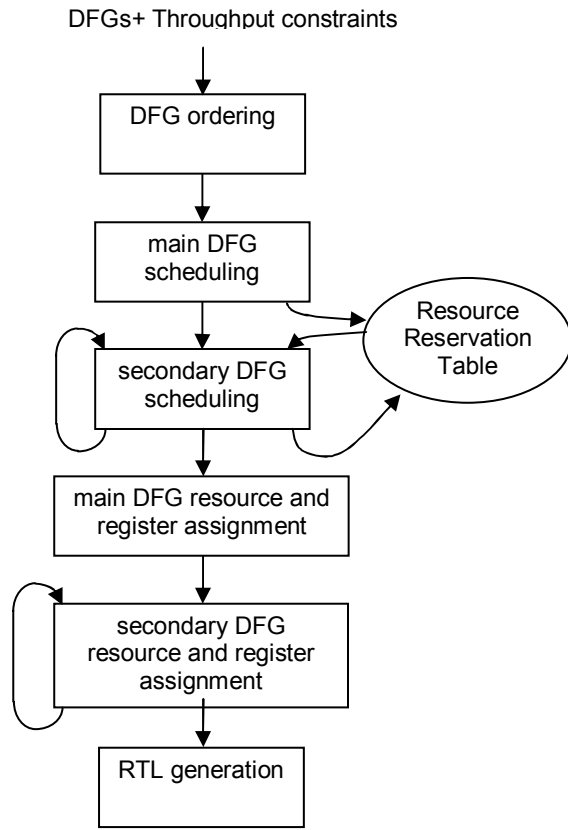 DFGs+ Throughput constraints
DFG ordering
main DFG
scheduling
Resource
Reservation
Table
secondary DFG
scheduling
main DFG resource and
register assignment
secondary DFG
resource and register
assignment
RTL generation